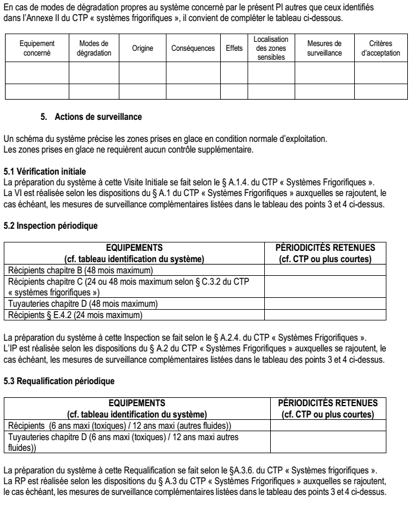 En cas de modes de dégradation propres au système concerné par le présent PI autres que ceux identifiés
dans l'Annexe II du CTP « systèmes frigorifiques », il convient de compléter le tableau ci-dessous.
Equipement concerné
Modes de dégradation
Origine
Conséquences
Effets
Localisation des zones sensibles
Mesures de surveillance
Critères d'acceptation
5. Actions de surveillance
Un schéma du système précise les zones prises en glace en condition normale d'exploitation.
Les zones prises en glace ne requièrent aucun contrôle supplémentaire.
5.1 Vérification initiale
La préparation du système à cette Visite Initiale se fait selon le § A.1.4. du CTP « Systèmes Frigorifiques ».
La VI est réalisée selon les dispositions du § A.1 du CTP « Systèmes Frigorifiques » auxquelles se rajoutent, le
cas échéant, les mesures de surveillance complémentaires listées dans le tableau des points 3 et 4 ci-dessus.
5.2 Inspection périodique
EQUIPEMENTS
(cf. tableau identification du système)
PÉRIODICITÉS RETENUES
(cf. CTP ou plus courtes)
Récipients chapitre B (48 mois maximum)
Récipients chapitre C (24 ou 48 mois maximum selon § C.3.2 du CTP
« systèmes frigorifiques »)
Tuyauteries chapitre D (48 mois maximum)
Récipients § E.4.2 (24 mois maximum)
La préparation du système à cette Inspection se fait selon le § A.2.4. du CTP « Systèmes Frigorifiques ».
L'IP est réalisée selon les dispositions du § A.2 du CTP « Systèmes Frigorifiques » auxquelles se rajoutent, le
cas échéant, les mesures de surveillance complémentaires listées dans le tableau des points 3 et 4 ci-dessus.
5.3 Requalification périodique
EQUIPEMENTS
(cf. tableau identification du système)
PÉRIODICITÉS RETENUES
(cf. CTP ou plus courtes)
Récipients (6 ans maxi (toxiques) / 12 ans maxi (autres fluides))
Tuyauteries chapitre D (6 ans maxi (toxiques) / 12 ans maxi autres
fluides))
La préparation du système à cette Requalification se fait selon le §A.3.6. du CTP « Systèmes frigorifiques ».
La RP est réalisée selon les dispositions du § A.3 du CTP « Systèmes Frigorifiques » auxquelles se rajoutent,
le cas échéant, les mesures de surveillance complémentaires listées dans le tableau des points 3 et 4 ci-dessus.